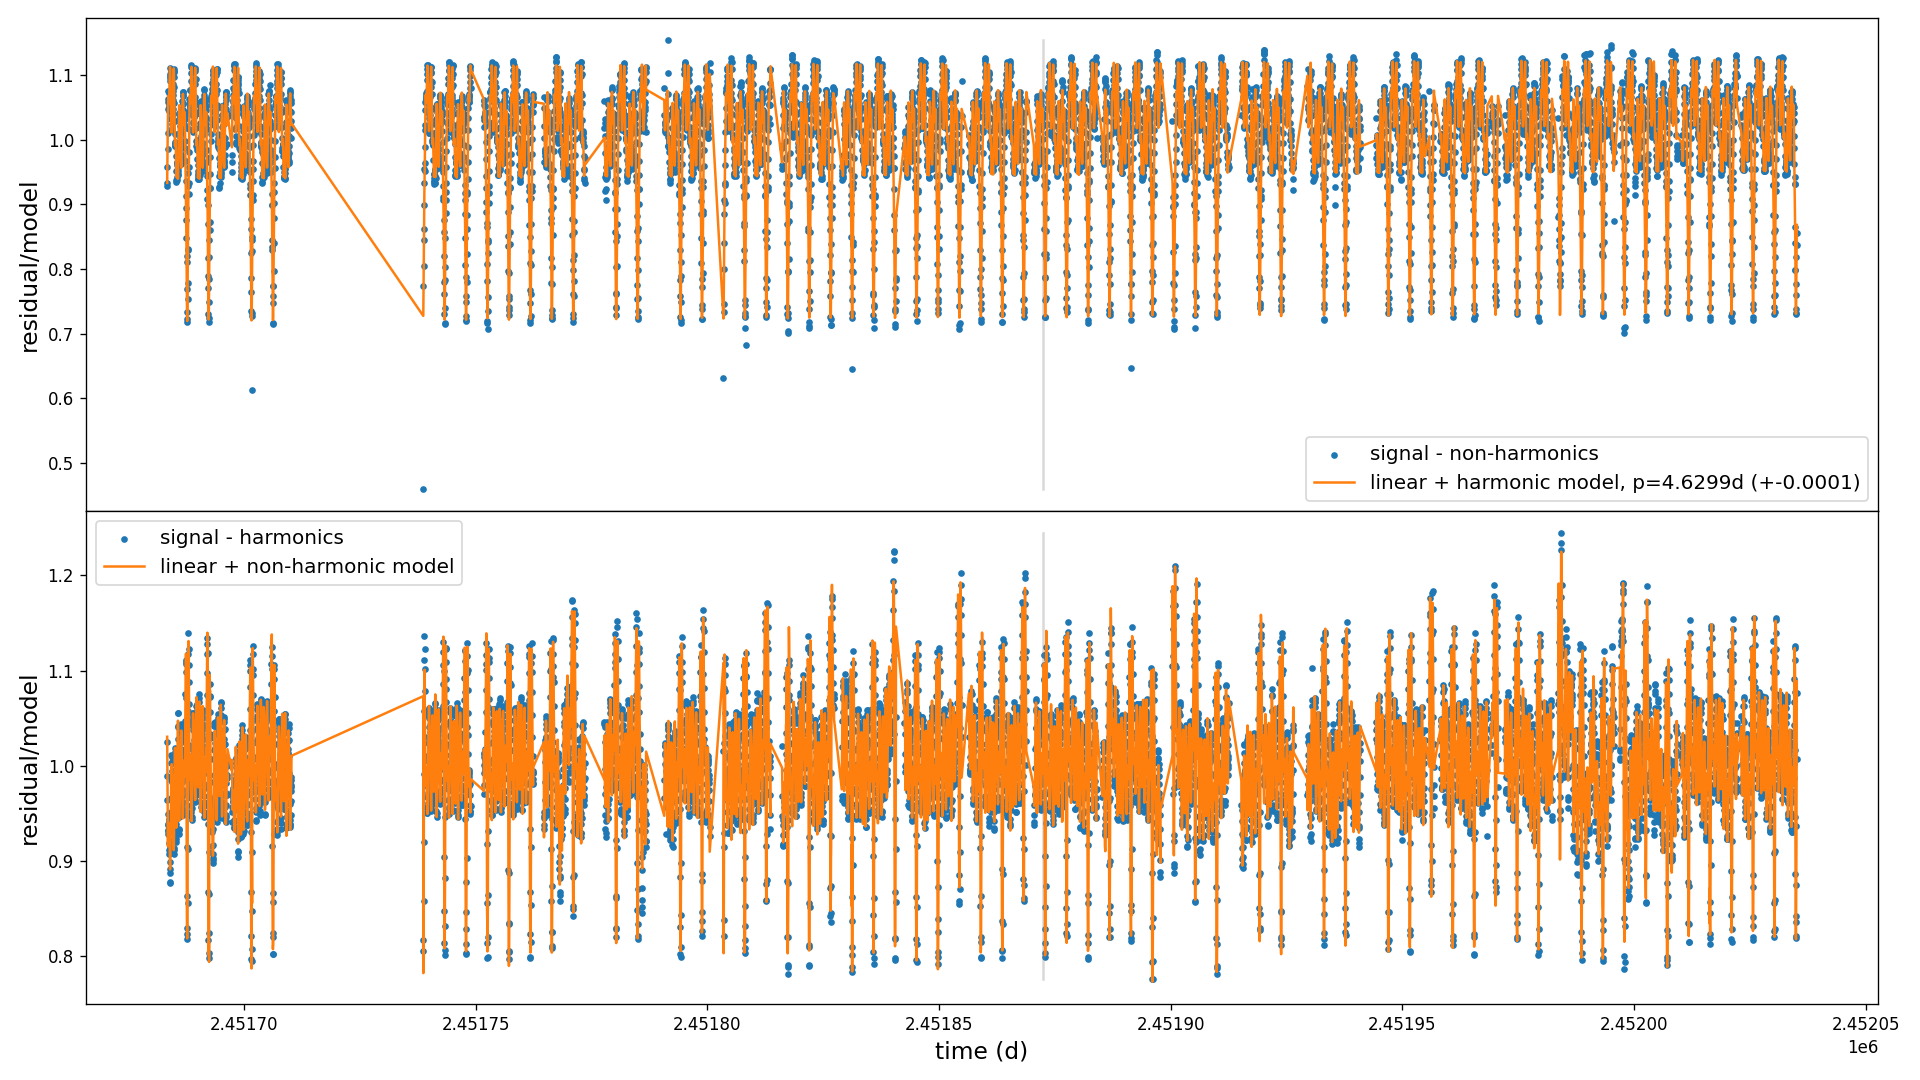 1.1
1.0
0.9
0.8
0.7
0.6
0.5
residual/model
signal - non-harmonics
linear + harmonic model, p=4.6299d (+-0.0001)
signal - harmonics
linear + non-harmonic model
1.2
1.1
1.0
0.9
0.8
residual/model
2.45170 2.45175 2.45180 2.45185 2.45190 2.45195 2.45200 2.45205
1e6
time (d)